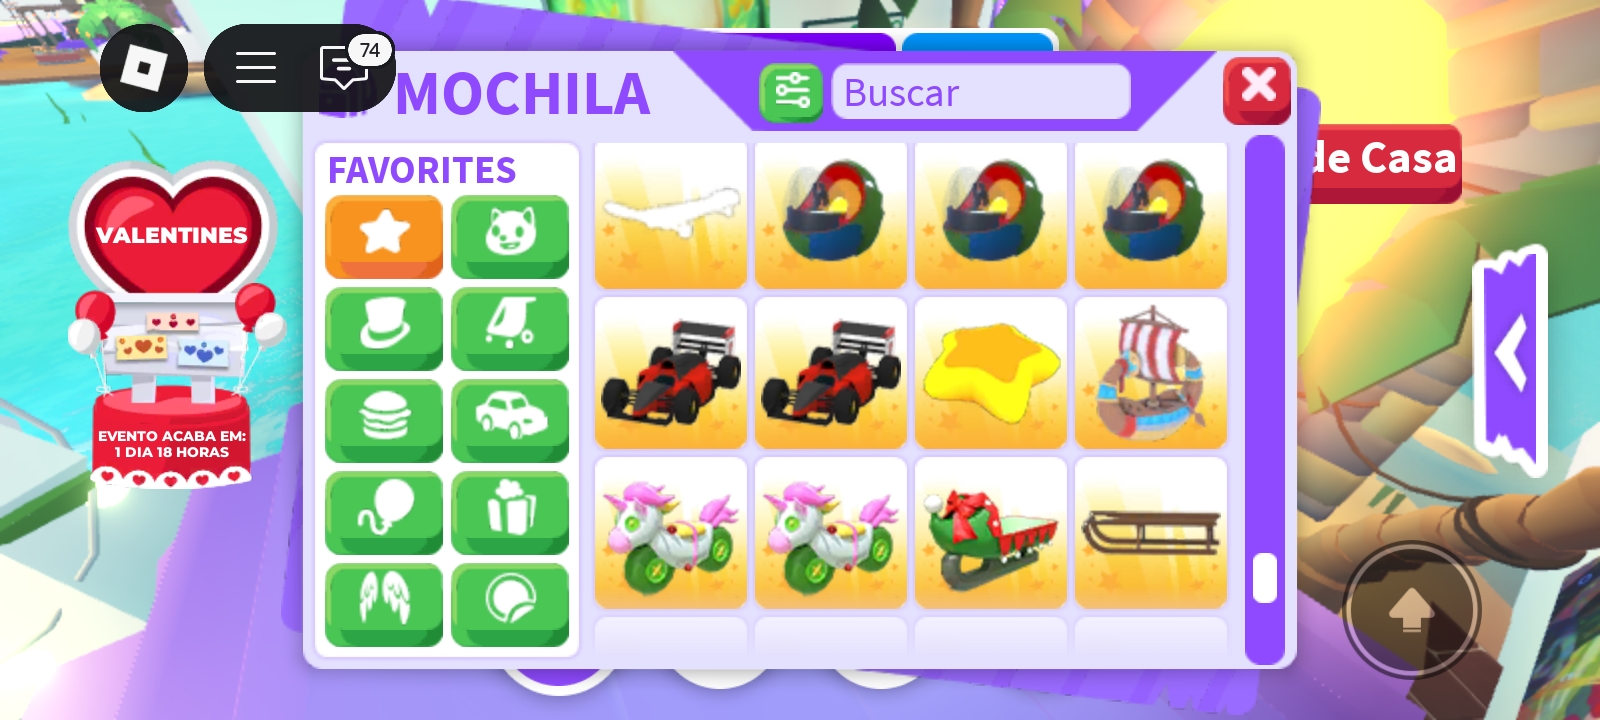 74
MOCHILA
Buscar
FAVORITES
de Casa
VALENTINES
EVENTO ACABA EM:
1 DIA 18 HORAS